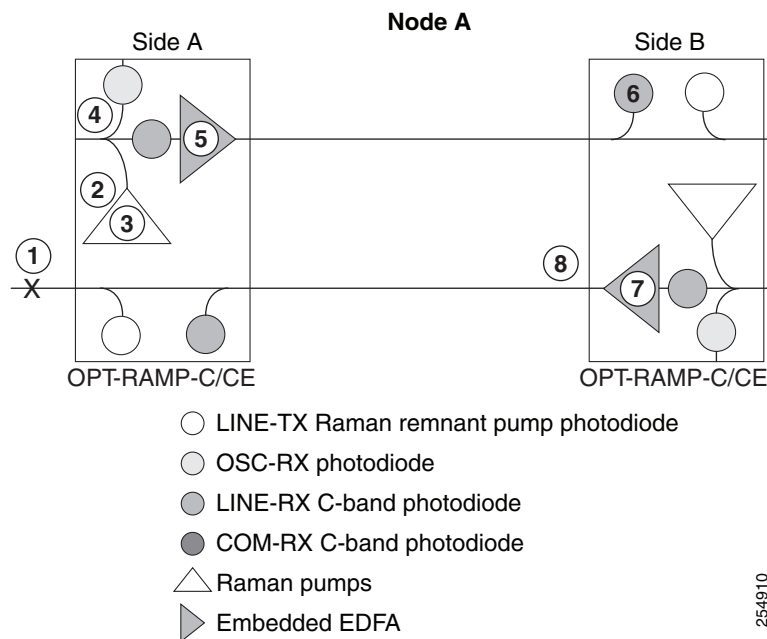 Node A
Side A
Side B
4
5
6
2
3
1
X
8
7
OPT-RAMP-C/CE
OPT-RAMP-C/CE
LINE-TX Raman remnant pump photodiode
OSC-RX photodiode
LINE-RX C-band photodiode
COM-RX C-band photodiode
Raman pumps
Embedded EDFA
254910